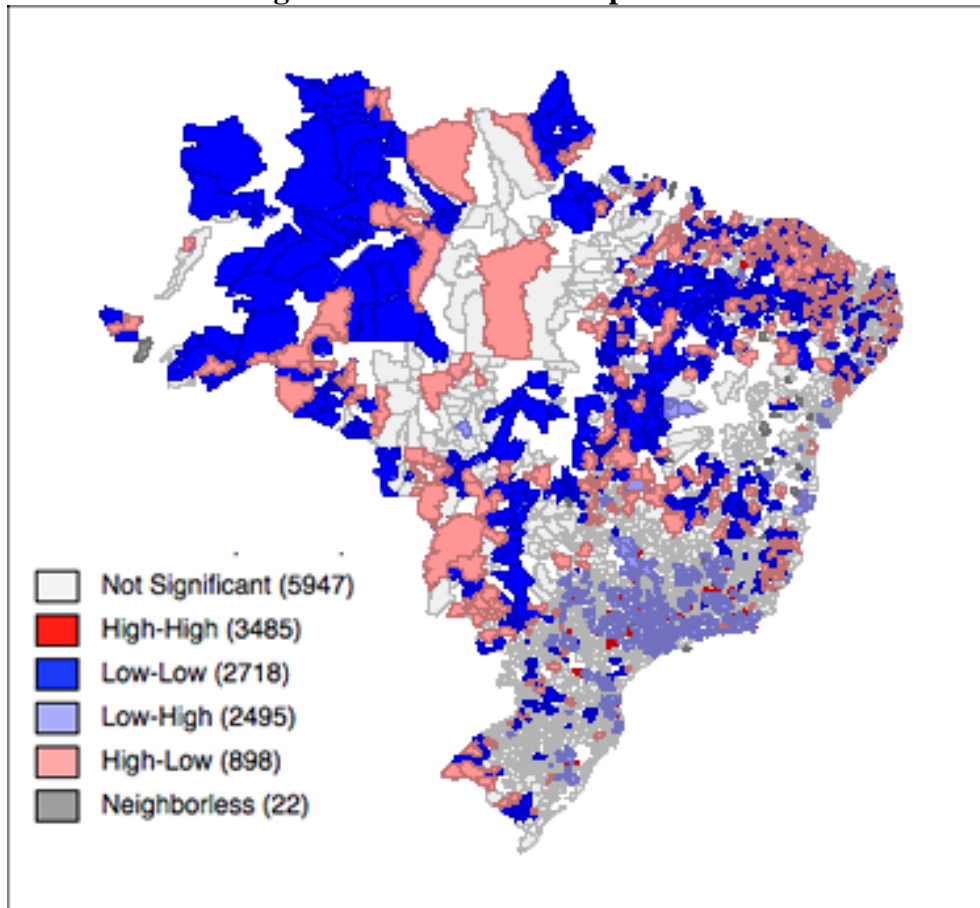 Not Significant (5947)
High-High (3485)
Low-Low (2718)
Low-High (2495)
High-Low (898)
Neighborless (22)